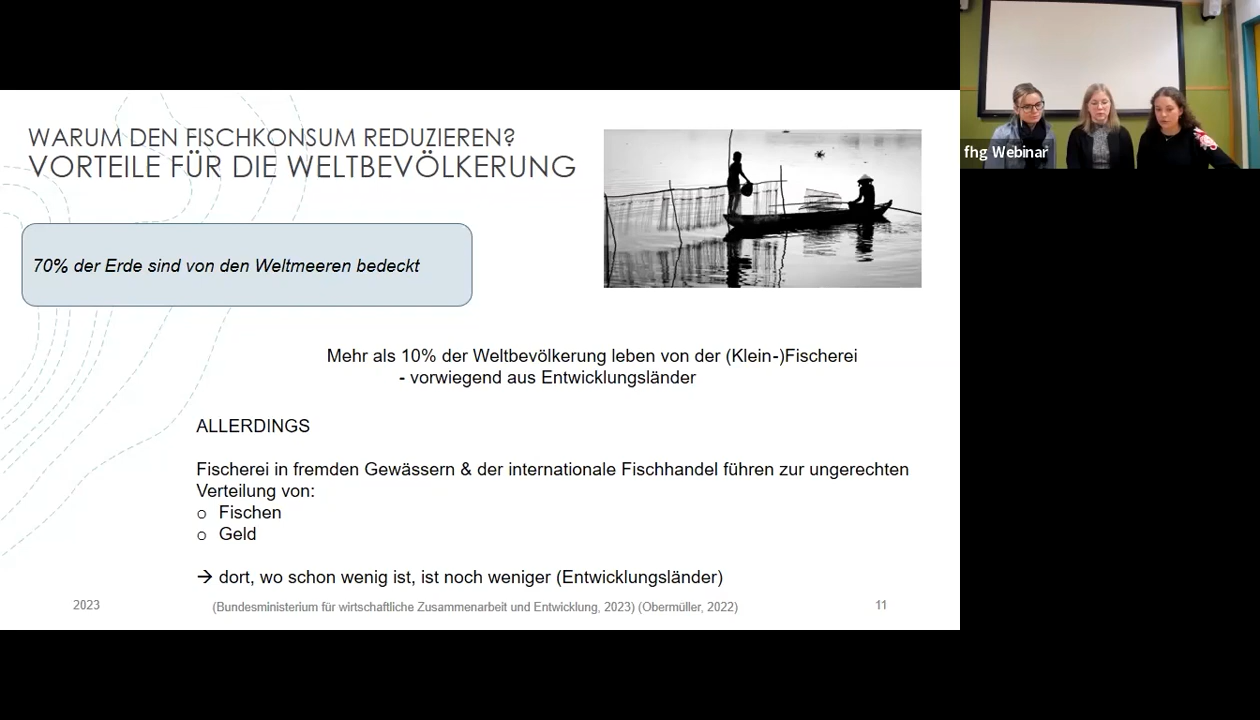 WARUM DEN FISCHKONSUM REDUZIEREN?
VORTEILE FÜR DIE WELTBEVÖLKERUNG
70% der Erde sind von den Weltmeeren bedeckt
Mehr als 10% der Weltbevölkerung leben von der (Klein-)Fischerei
- vorwiegend aus Entwicklungsländer
ALLERDINGS
Fischerei in fremden Gewässern & der internationale Fischhandel führen zur ungerechten
Verteilung von:
o Fischen
o Geld
→ dort, wo schon wenig ist, ist noch weniger (Entwicklungsländer)
2023
(Bundesministerium für wirtschaftliche Zusammenarbeit und Entwicklung, 2023) (Obermüller, 2022)
11
fhg Webinar